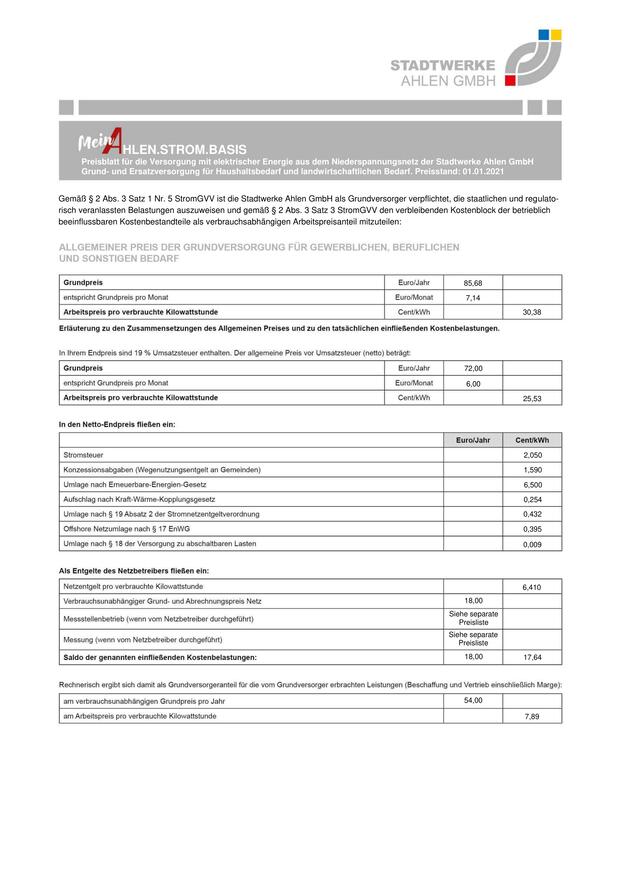 STADTWERKE
AHLEN GMBH
Mein AHLEN.STROM.BASIS
Preisblatt für die Versorgung mit elektrischer Energie aus dem Niederspannungsnetz der Stadtwerke Ahlen GmbH
Grund- und Ersatzversorgung für Haushaltsbedarf und landwirtschaftlichen Bedarf. Preisstand: 01.01.2021
Gemäß § 2 Abs. 3 Satz 1 Nr. 5 StromGVV ist die Stadtwerke Ahlen GmbH als Grundversorger verpflichtet, die staatlichen und regulato-
risch veranlassten Belastungen auszuweisen und gemäß § 2 Abs. 3 Satz 3 StromGVV den verbleibenden Kostenblock der betrieblich
beeinflussbaren Kostenbestandteile als verbrauchsabhängigen Arbeitspreisanteil mitzuteilen:
ALLGEMEINER PREIS DER GRUNDVERSORGUNG FÜR GEWERBLICHEN, BERUFLICHEN
UND SONSTIGEN BEDARF
Grundpreis Euro/Jahr 85,68
entspricht Grundpreis pro Monat Euro/Monat 7,14
Arbeitspreis pro verbrauchte Kilowattstunde Cent/kWh 30,38
Erläuterung zu den Zusammensetzungen des Allgemeinen Preises und zu den tatsächlichen einfließenden Kostenbelastungen.
In Ihrem Endpreis sind 19 % Umsatzsteuer enthalten. Der allgemeine Preis vor Umsatzsteuer (netto) beträgt:
Grundpreis Euro/Jahr 72,00
entspricht Grundpreis pro Monat Euro/Monat 6,00
Arbeitspreis pro verbrauchte Kilowattstunde Cent/kWh 25,53
In den Netto-Endpreis fließen ein:
Euro/Jahr Cent/kWh
Stromsteuer 2,050
Konzessionsabgaben (Wegenutzungsentgelt an Gemeinden) 1,590
Umlage nach Erneuerbare-Energien-Gesetz 6,500
Aufschlag nach Kraft-Wärme-Kopplungsgesetz 0,254
Umlage nach § 19 Absatz 2 der Stromnetzentgeltverordnung 0,432
Offshore Netzumlage nach § 17 EnWG 0,395
Umlage nach § 18 der Versorgung zu abschaltbaren Lasten 0,009
Als Entgelte des Netzbetreibers fließen ein:
Netzentgelt pro verbrauchte Kilowattstunde 6,410
Verbrauchsunabhängiger Grund- und Abrechnungspreis Netz 18,00
Messstellenbetrieb (wenn vom Netzbetreiber durchgeführt) Siehe separate
Preisliste
Messung (wenn vom Netzbetreiber durchgeführt) Siehe separate
Preisliste
Saldo der genannten einfließenden Kostenbelastungen: 18,00 17,64
Rechnerisch ergibt sich damit als Grundversorgeranteil für die vom Grundversorger erbrachten Leistungen (Beschaffung und Vertrieb einschließlich Marge):
am verbrauchsunabhängigen Grundpreis pro Jahr 54,00
am Arbeitspreis pro verbrauchte Kilowattstunde 7,89